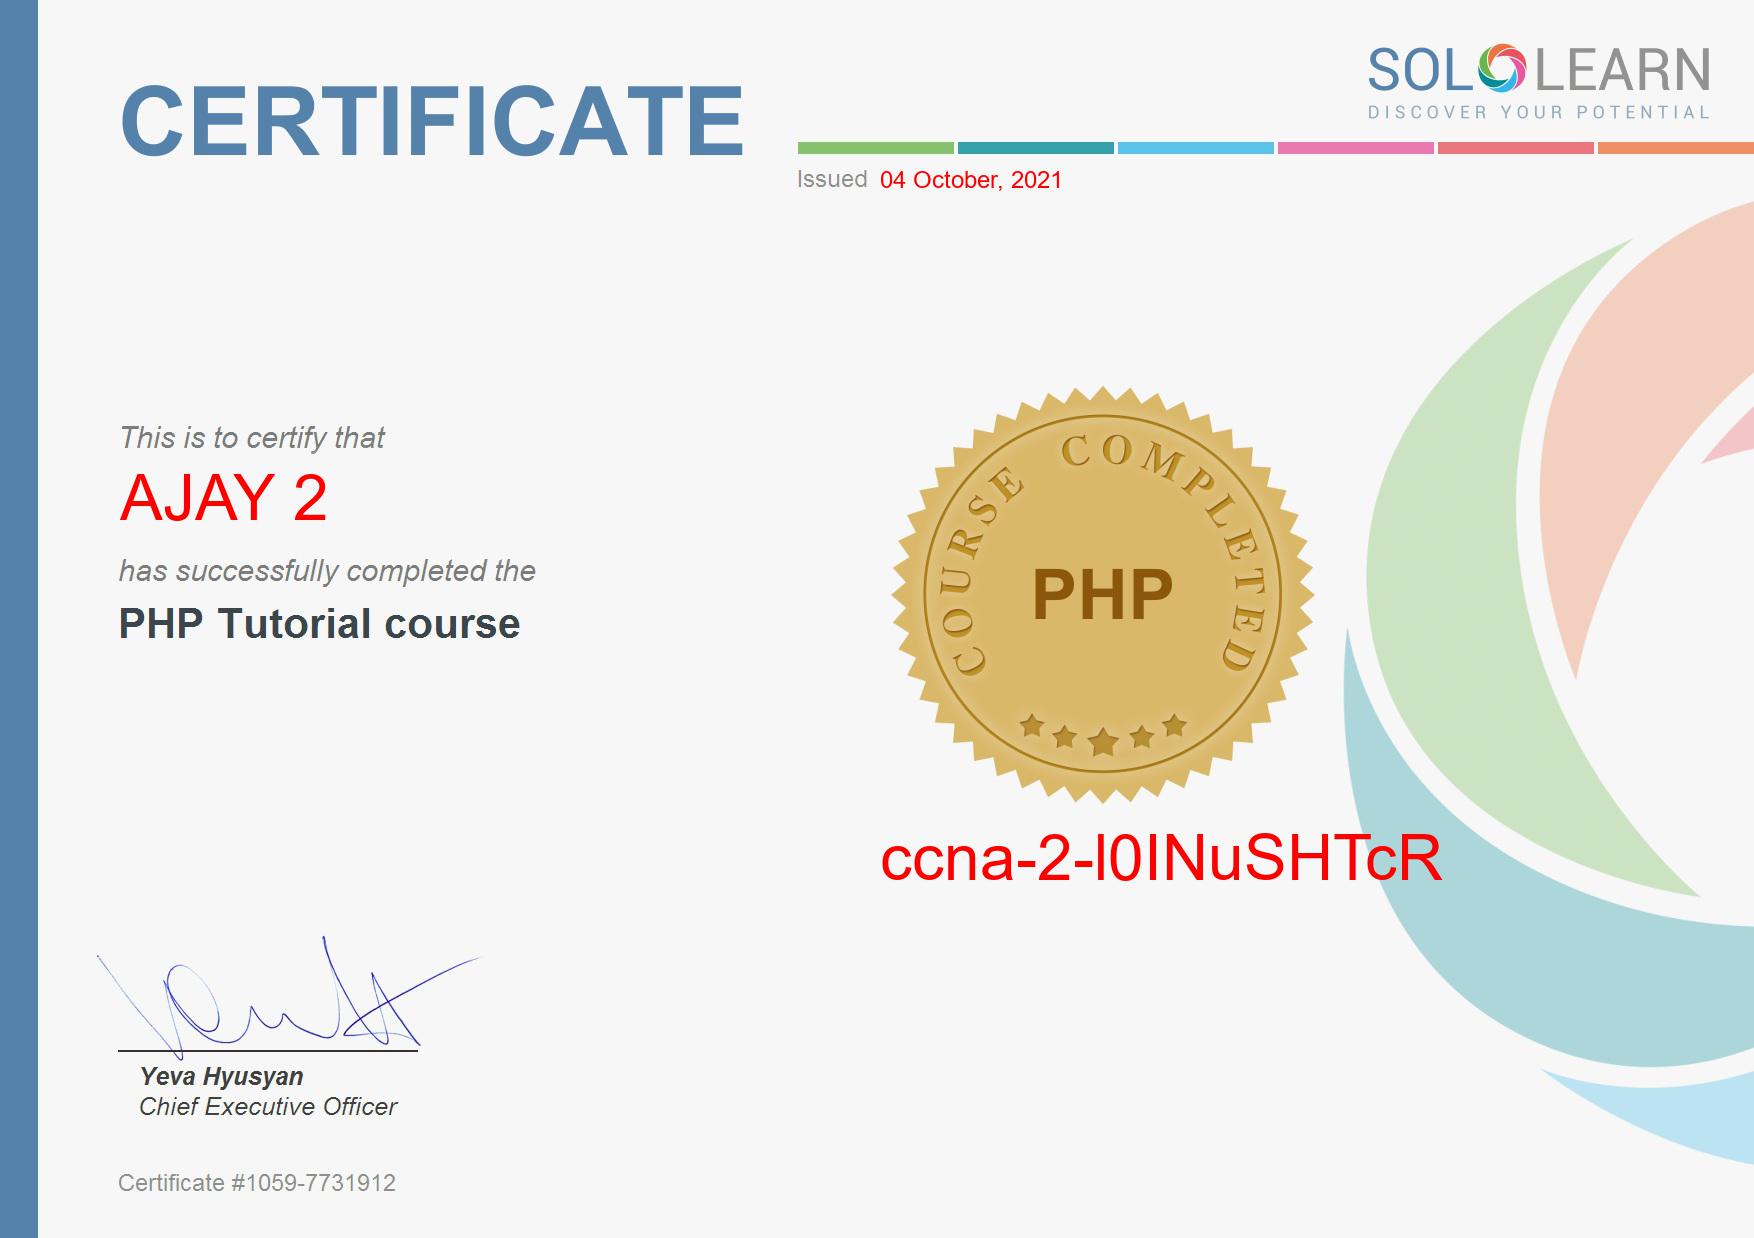 CERTIFICATE
SOLOLEARN
DISCOVER YOUR POTENTIAL
Issued 04 October, 2021
This is to certify that
AJAY 2
has successfully completed the
PHP Tutorial course
COURSE COMPLETED
PHP
ccna-2-l0INuSHTcR
Yeva Hyusyan
Chief Executive Officer
Certificate #1059-7731912